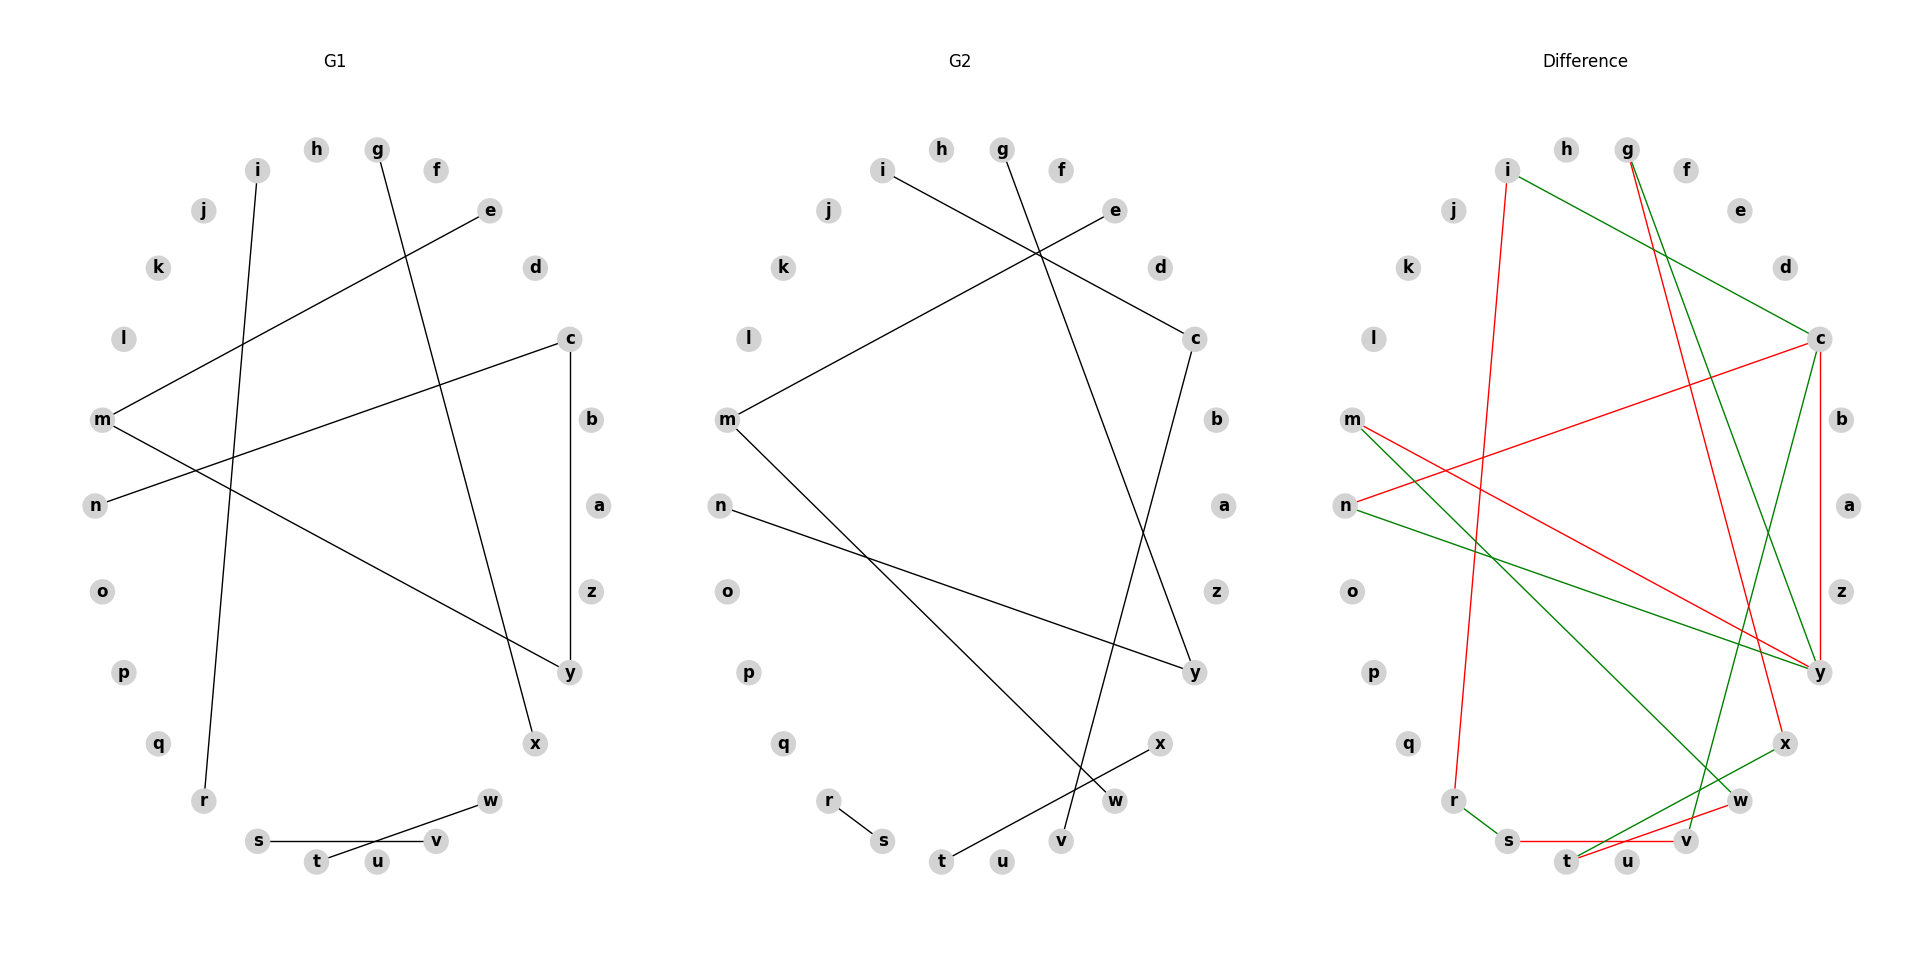 G1 G2 Difference
h g h g h g
i f i f i f
j e j e j e
k d k d k d
l c l c l c
m b m b m b
n a n a n a
o z o z o z
p y p y p y
q x q x q x
r w r w r w
s v s v s v
t u t u t u